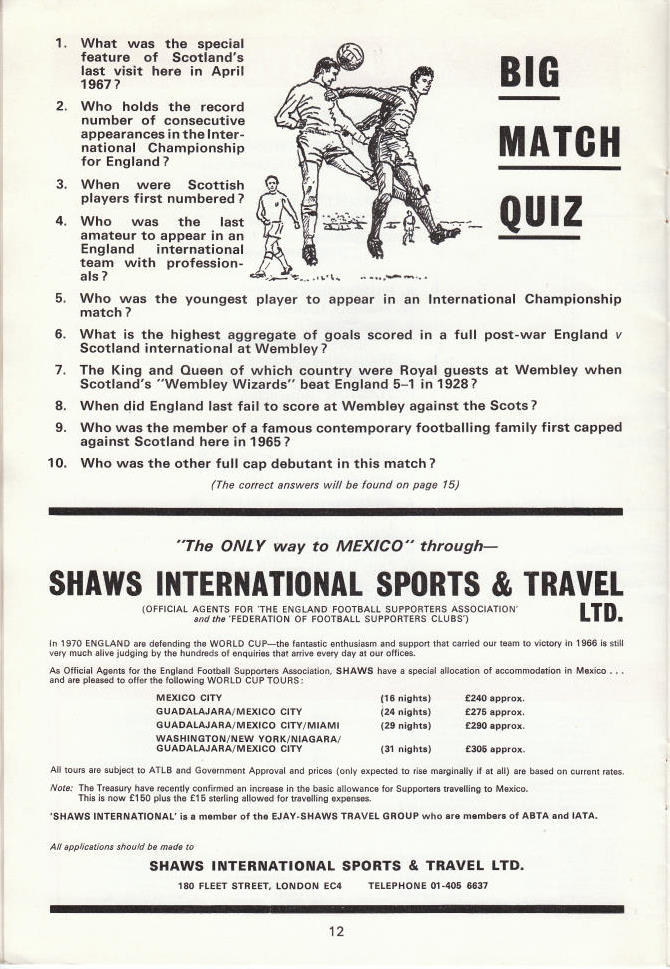 1. What was the special
feature of Scotland's
last visit here in April
1967?
2. Who holds the record
number of consecutive
appearances in the Inter-
national Championship
for England?
3. When were Scottish
players first numbered?
4. Who was the last
amateur to appear in an
England international
team with profession-
als?
BIG
MATCH
QUIZ
5. Who was the youngest player to appear in an International Championship
match?
6. What is the highest aggregate of goals scored in a full post-war England v
Scotland international at Wembley?
7. The King and Queen of which country were Royal guests at Wembley when
Scotland's "Wembley Wizards" beat England 5–1 in 1928?
8. When did England last fail to score at Wembley against the Scots?
9. Who was the member of a famous contemporary footballing family first capped
against Scotland here in 1965?
10. Who was the other full cap debutant in this match?
(The correct answers will be found on page 15)
"The ONLY way to MEXICO" through—
SHAWS INTERNATIONAL SPORTS & TRAVEL
LTD.
(OFFICIAL AGENTS FOR 'THE ENGLAND FOOTBALL SUPPORTERS ASSOCIATION'
and the 'FEDERATION OF FOOTBALL SUPPORTERS CLUBS')
In 1970 ENGLAND are defending the WORLD CUP—the fantastic enthusiasm and support that carried our team to victory in 1966 is still
very much alive judging by the hundreds of enquiries that arrive every day at our offices.
As Official Agents for the England Football Supporters Association, SHAWS have a special allocation of accommodation in Mexico . . .
and are pleased to offer the following WORLD CUP TOURS:
MEXICO CITY (16 nights) £240 approx.
GUADALAJARA/MEXICO CITY (24 nights) £275 approx.
GUADALAJARA/MEXICO CITY/MIAMI (29 nights) £290 approx.
WASHINGTON/NEW YORK/NIAGARA/
GUADALAJARA/MEXICO CITY (31 nights) £305 approx.
All tours are subject to ATLB and Government Approval and prices (only expected to rise marginally if at all) are based on current rates.
Note: The Treasury have recently confirmed an increase in the basic allowance for Supporters travelling to Mexico.
This is now £150 plus the £15 sterling allowed for travelling expenses.
'SHAWS INTERNATIONAL' is a member of the EJAY-SHAWS TRAVEL GROUP who are members of ABTA and IATA.
All applications should be made to
SHAWS INTERNATIONAL SPORTS & TRAVEL LTD.
180 FLEET STREET, LONDON EC4 TELEPHONE 01-405 6637
12